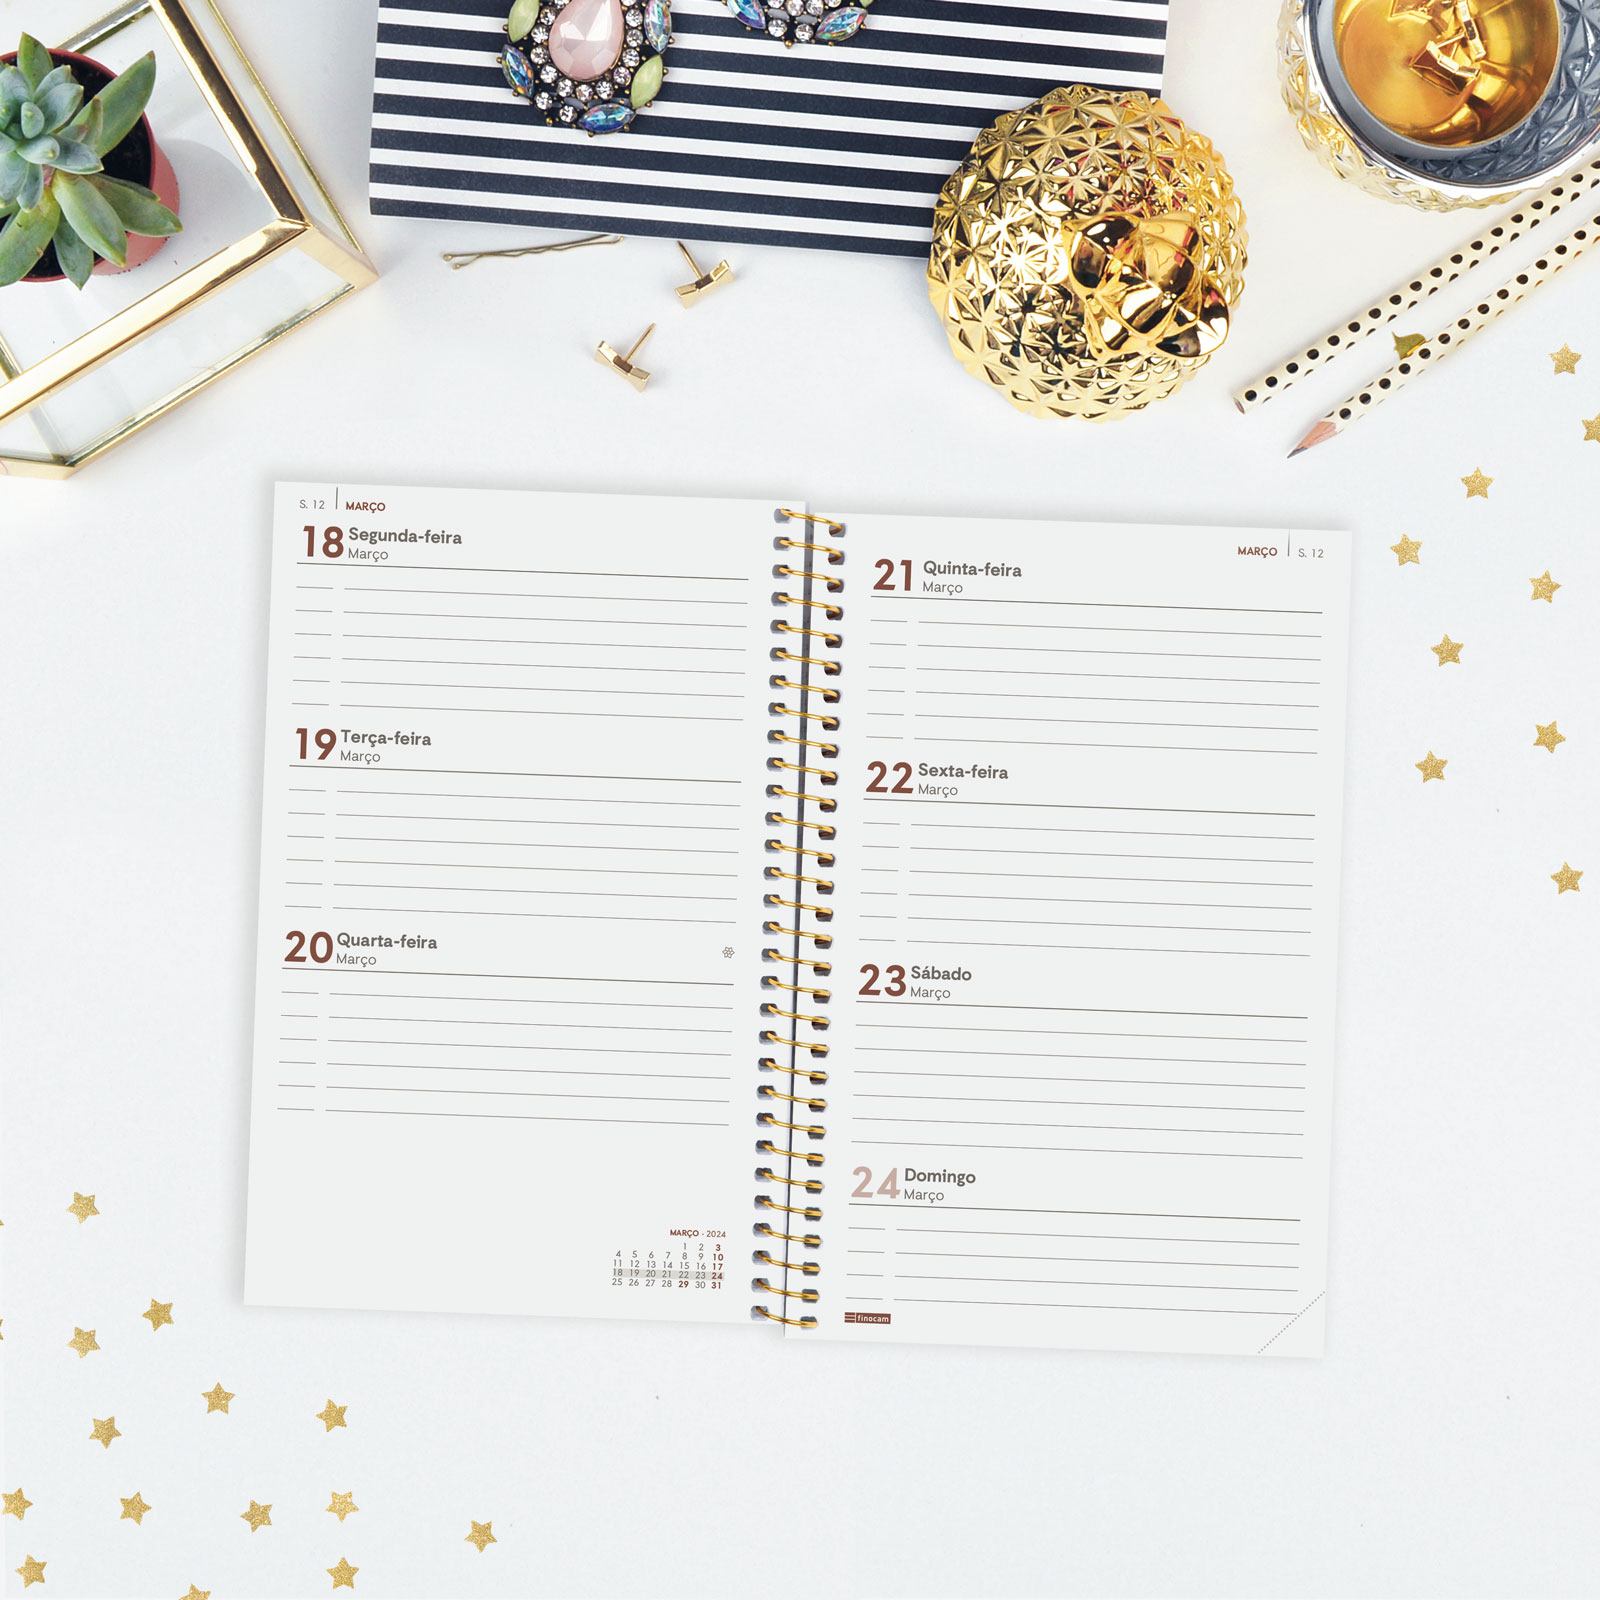 S. 12 MARÇO
18 Segunda-feira
Março
19 Terça-feira
Março
20 Quarta-feira
Março
MARÇO - 2024
1 2 3
4 5 6 7 8 9 10
11 12 13 14 15 16 17
18 19 20 21 22 23 24
25 26 27 28 29 30 31
MARÇO S. 12
21 Quinta-feira
Março
22 Sexta-feira
Março
23 Sábado
Março
24 Domingo
Março
finocam